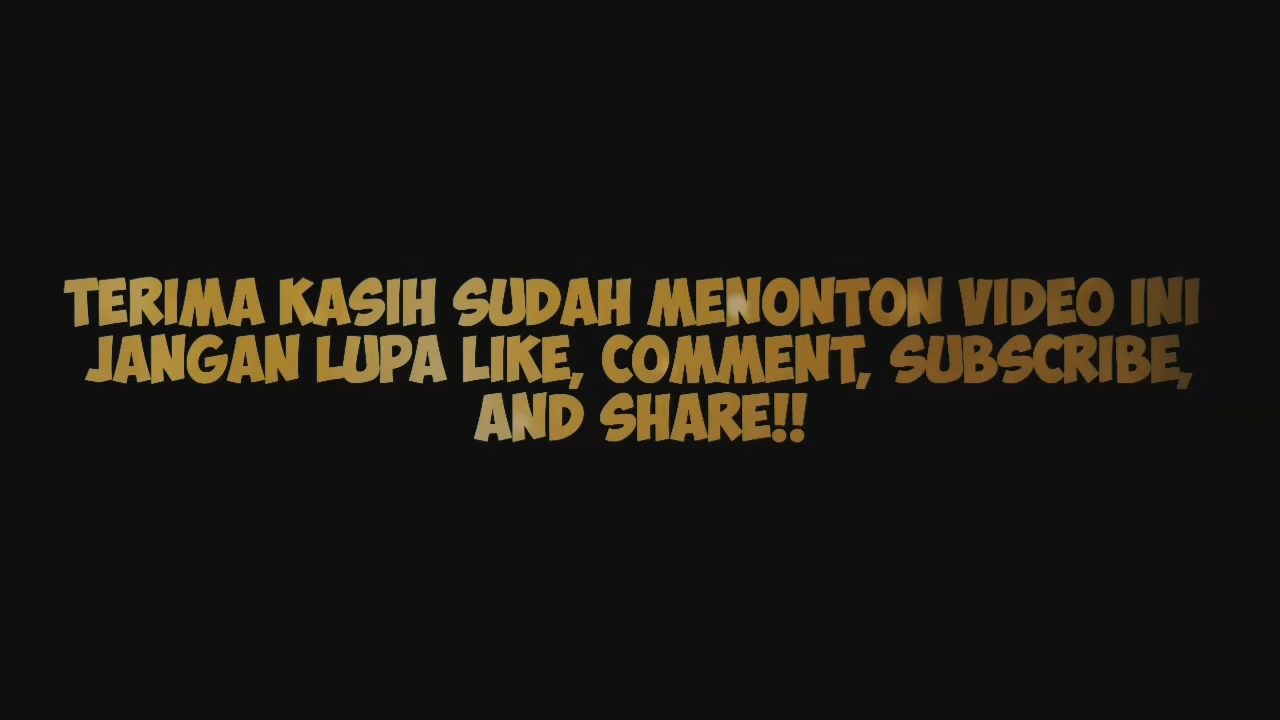 TERIMA KASIH SUDAH MENONTON VIDEO INI
JANGAN LUPA LIKE, COMMENT, SUBSCRIBE,
AND SHARE!!